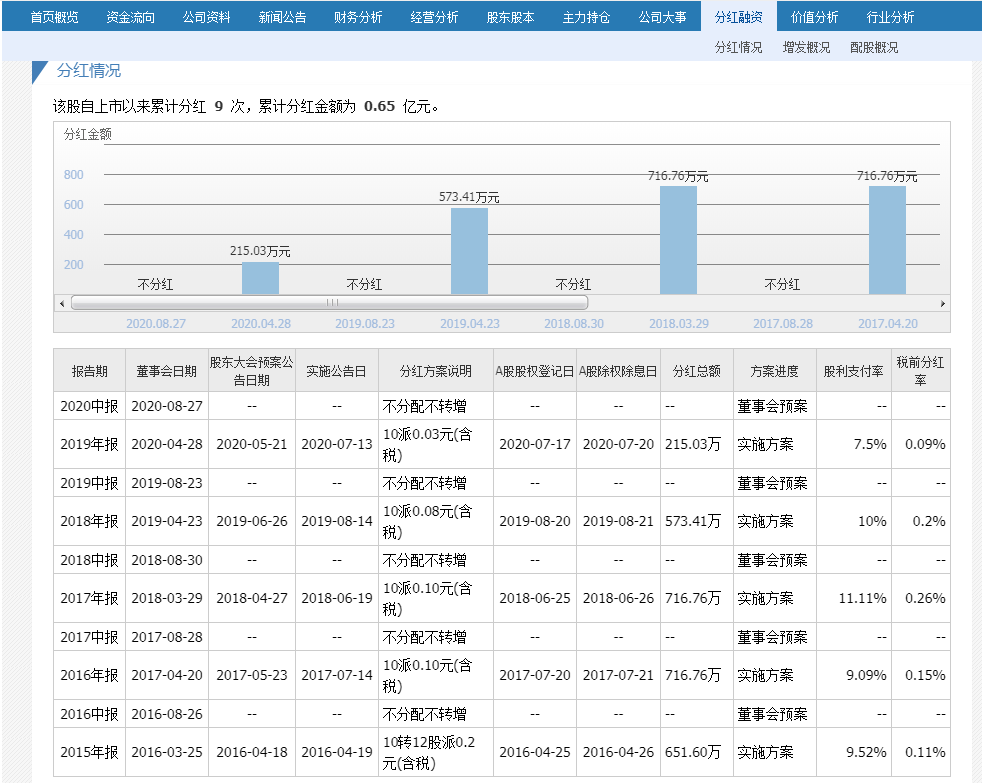 首页概览 资金流向 公司资料 新闻公告 财务分析 经营分析 股东股本 主力持仓 公司大事 分红融资 价值分析 行业分析
分红情况 增发概况 配股概况
分红情况
该股自上市以来累计分红 9 次，累计分红金额为 0.65 亿元。
分红金额
800
600
400
200
不分红 215.03万元 不分红 573.41万元 不分红 716.76万元 不分红 716.76万元
2020.08.27 2020.04.28 2019.08.23 2019.04.23 2018.08.30 2018.03.29 2017.08.28 2017.04.20
报告期 董事会日期 股东大会预案公告日期 实施公告日 分红方案说明 A股股权登记日 A股除权除息日 分红总额 方案进度 股利支付率 税前分红率
2020中报 2020-08-27 -- -- 不分配不转增 -- -- -- 董事会预案 -- --
2019年报 2020-04-28 2020-05-21 2020-07-13 10派0.03元(含税) 2020-07-17 2020-07-20 215.03万 实施方案 7.5% 0.09%
2019中报 2019-08-23 -- -- 不分配不转增 -- -- -- 董事会预案 -- --
2018年报 2019-04-23 2019-06-26 2019-08-14 10派0.08元(含税) 2019-08-20 2019-08-21 573.41万 实施方案 10% 0.2%
2018中报 2018-08-30 -- -- 不分配不转增 -- -- -- 董事会预案 -- --
2017年报 2018-03-29 2018-04-27 2018-06-19 10派0.10元(含税) 2018-06-25 2018-06-26 716.76万 实施方案 11.11% 0.26%
2017中报 2017-08-28 -- -- 不分配不转增 -- -- -- 董事会预案 -- --
2016年报 2017-04-20 2017-05-23 2017-07-14 10派0.10元(含税) 2017-07-20 2017-07-21 716.76万 实施方案 9.09% 0.15%
2016中报 2016-08-26 -- -- 不分配不转增 -- -- -- 董事会预案 -- --
2015年报 2016-03-25 2016-04-18 2016-04-19 10转12股派0.2元(含税) 2016-04-25 2016-04-26 651.60万 实施方案 9.52% 0.11%